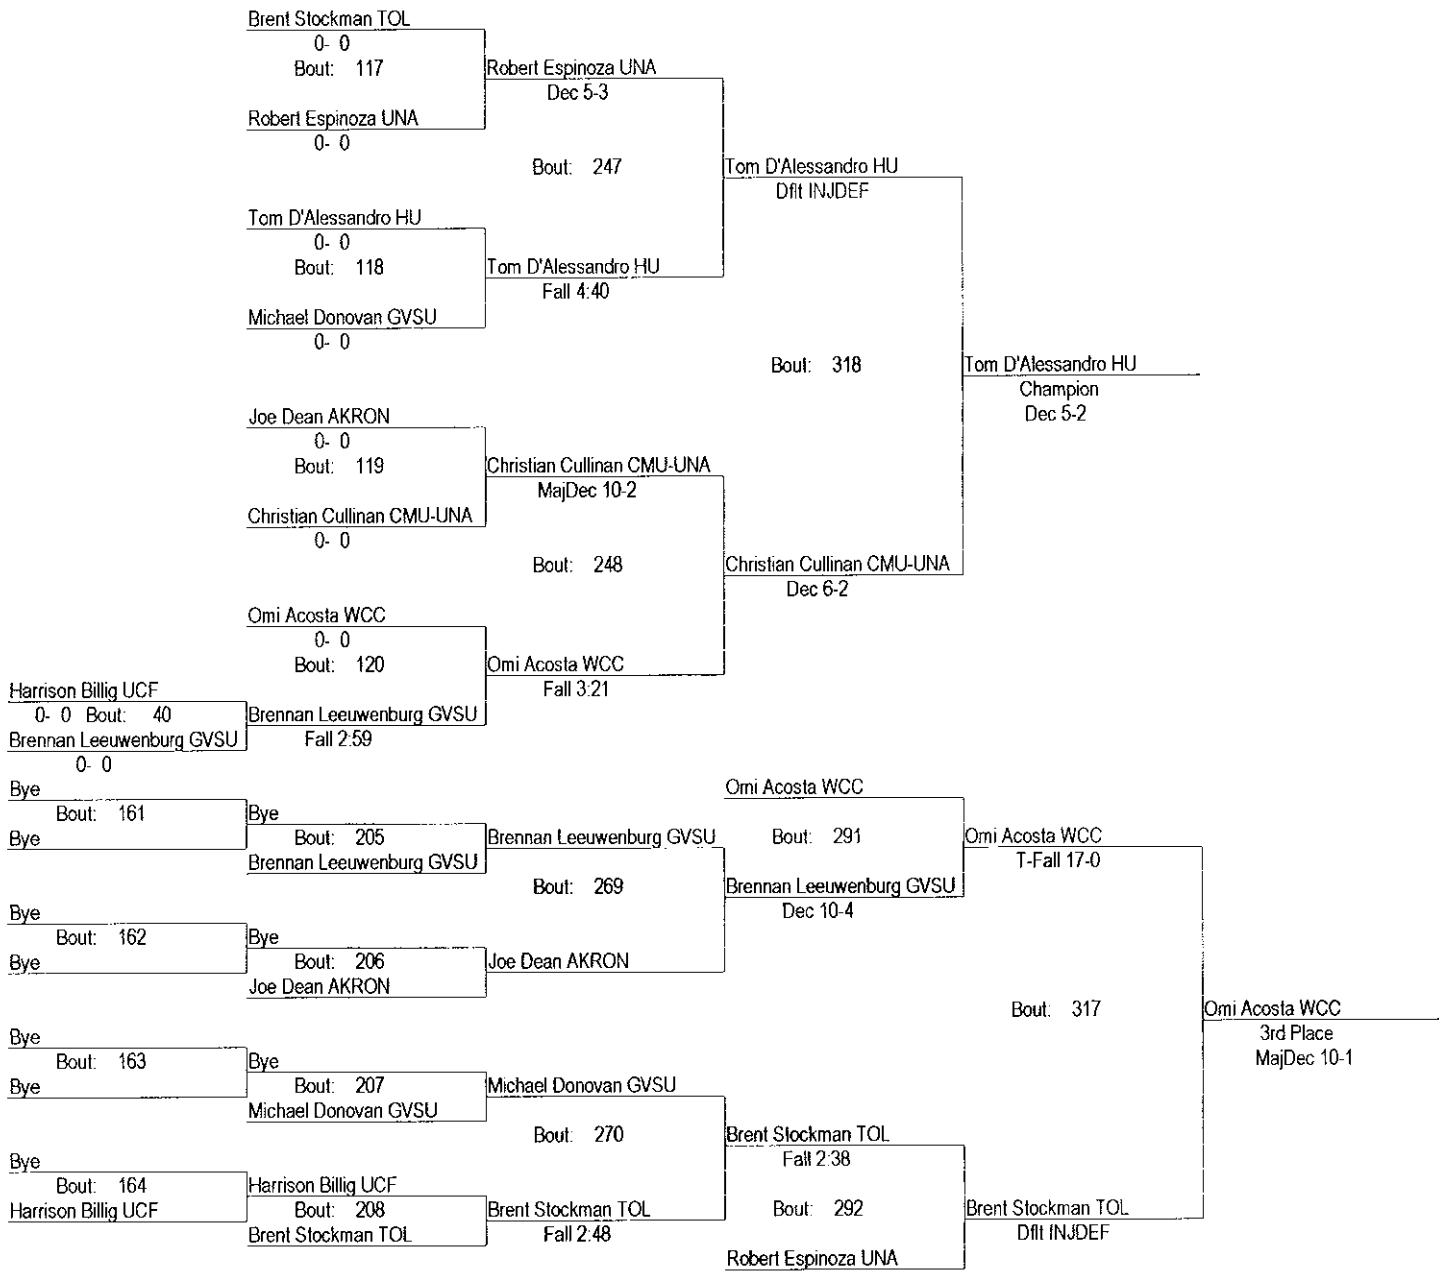 Brent Stockman TOL
0- 0
Bout: 117
Robert Espinoza UNA
Dec 5-3
Robert Espinoza UNA
0- 0
Bout: 247
Tom D'Alessandro HU
Dflt INJDEF
Tom D'Alessandro HU
0- 0
Bout: 118
Tom D'Alessandro HU
Fall 4:40
Michael Donovan GVSU
0- 0
Bout: 318
Tom D'Alessandro HU
Champion
Dec 5-2
Joe Dean AKRON
0- 0
Bout: 119
Christian Cullinan CMU-UNA
MajDec 10-2
Christian Cullinan CMU-UNA
0- 0
Bout: 248
Christian Cullinan CMU-UNA
Dec 6-2
Omi Acosta WCC
0- 0
Bout: 120
Omi Acosta WCC
Fall 3:21
Harrison Billig UCF
0- 0 Bout: 40
Brennan Leeuwenburg GVSU
Fall 2:59
Brennan Leeuwenburg GVSU
0- 0
Bye
Bout: 161
Bye
Bye
Bout: 205
Brennan Leeuwenburg GVSU
Brennan Leeuwenburg GVSU
Omi Acosta WCC
Bout: 291
Omi Acosta WCC
T-Fall 17-0
Bout: 269
Brennan Leeuwenburg GVSU
Dec 10-4
Bye
Bout: 162
Bye
Bye
Bout: 206
Joe Dean AKRON
Joe Dean AKRON
Bout: 317
Omi Acosta WCC
3rd Place
MajDec 10-1
Bye
Bout: 163
Bye
Bye
Bout: 207
Michael Donovan GVSU
Michael Donovan GVSU
Bout: 270
Brent Stockman TOL
Fall 2:38
Bye
Bout: 164
Harrison Billig UCF
Harrison Billig UCF
Bout: 208
Brent Stockman TOL
Brent Stockman TOL
Fall 2:48
Bout: 292
Brent Stockman TOL
Dflt INJDEF
Robert Espinoza UNA